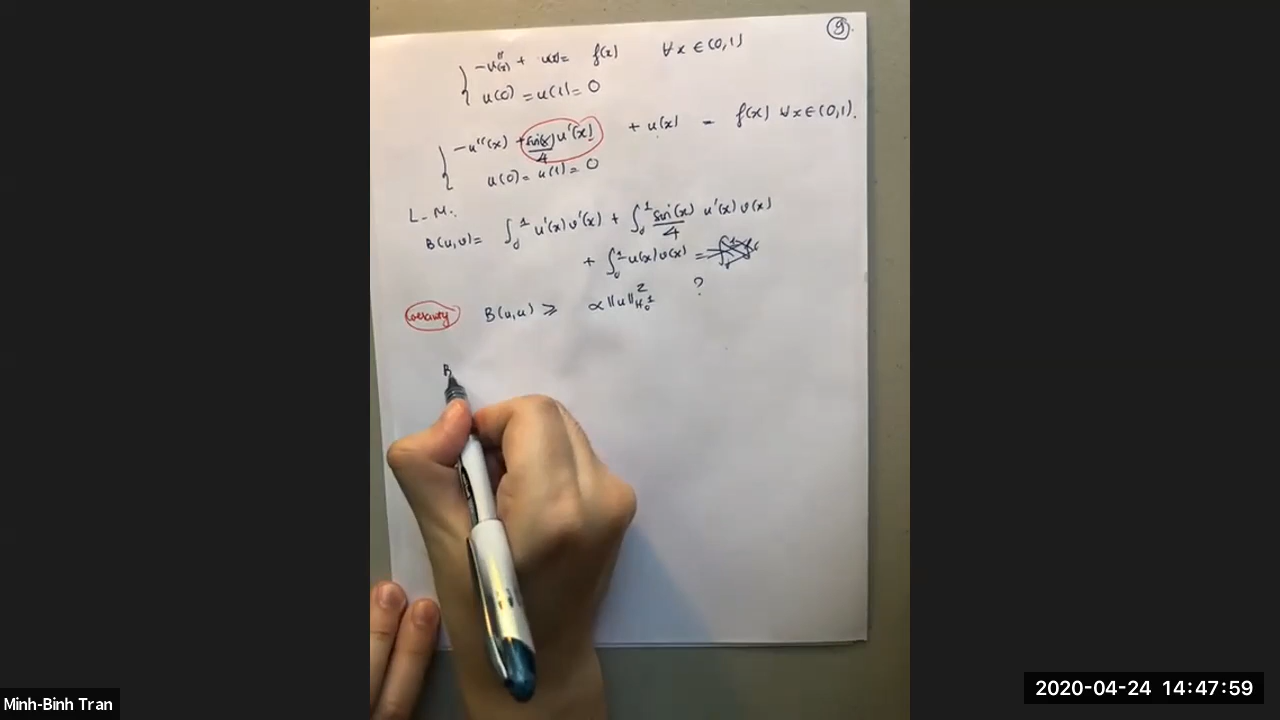 ⑨
-u''(x) + u(x) = f(x) ∀x ∈ (0,1)
u(0) = u(1) = 0
-u''(x) + sin(x)/4 u'(x) + u(x) = f(x) ∀x ∈ (0,1).
u(0) = u(1) = 0
L-M.
B(u,v) = ∫₀¹ u'(x)v'(x) + ∫₀¹ sin(x)/4 u'(x) v(x)
+ ∫₀¹ u(x)v(x) =
Coercivity B(u,u) ≥ α‖u‖²_H₀¹ ?
B
Minh-Binh Tran
2020-04-24 14:47:59